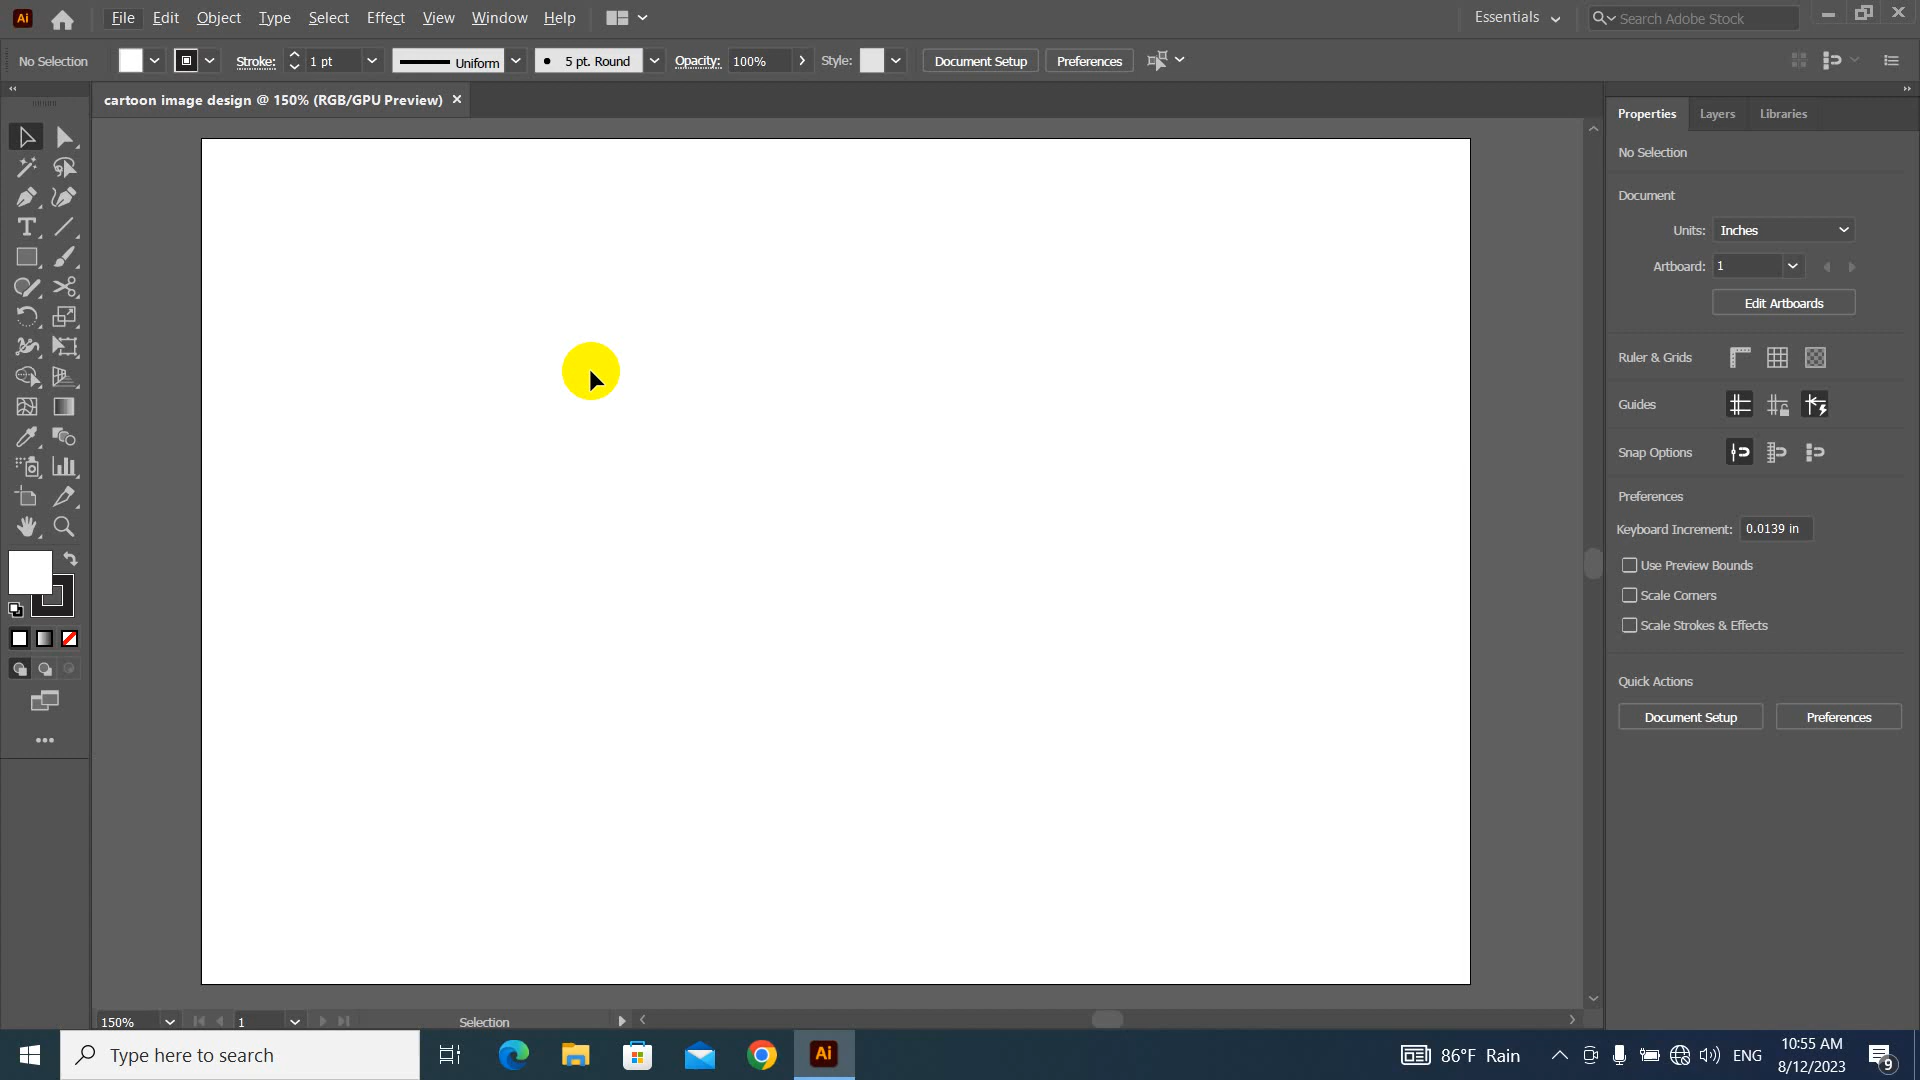 Ai File Edit Object Type Select Effect View Window Help Essentials Search Adobe Stock
No Selection Stroke: 1 pt Uniform 5 pt. Round Opacity: 100% Style: Document Setup Preferences
cartoon image design @ 150% (RGB/GPU Preview) ×
Properties Layers Libraries
No Selection
Document
Units: Inches
Artboard: 1
Edit Artboards
Ruler & Grids
Guides
Snap Options
Preferences
Keyboard Increment: 0.0139 in
Use Preview Bounds
Scale Corners
Scale Strokes & Effects
Quick Actions
Document Setup Preferences
150% 1 Selection
Type here to search Ai 86°F Rain ENG 10:55 AM
8/12/2023 9